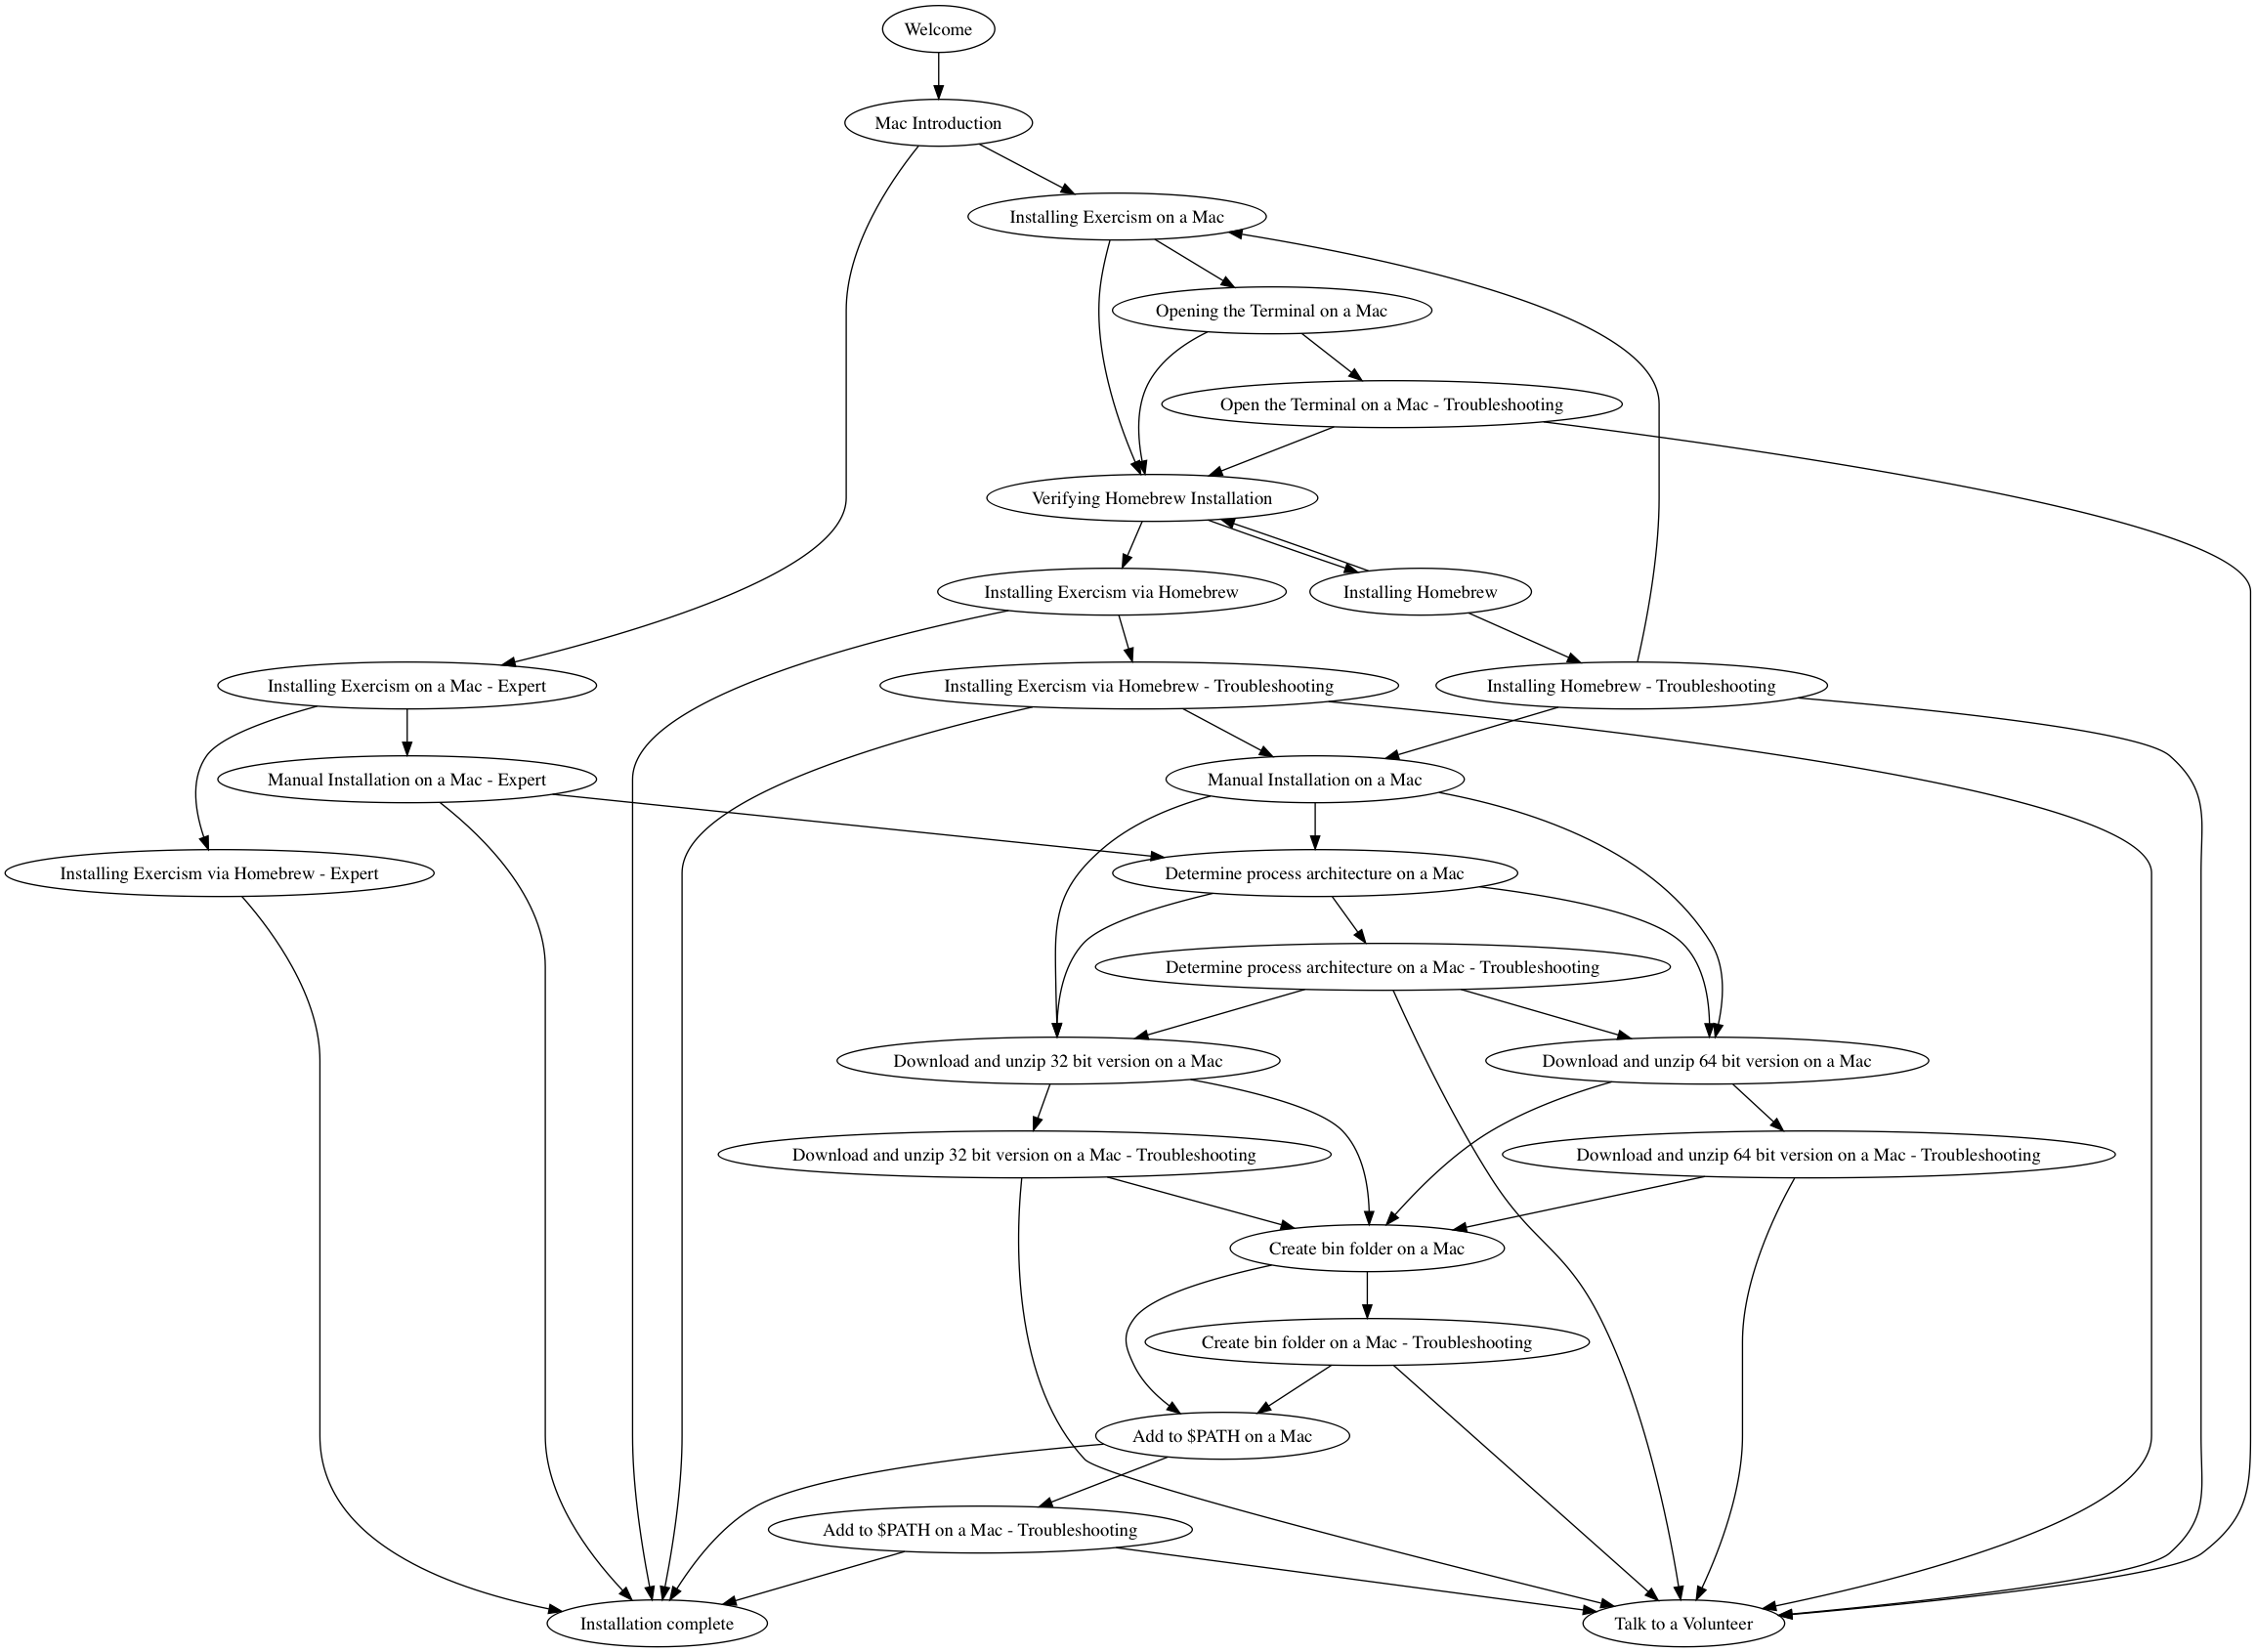 Welcome
Mac Introduction
Installing Exercism on a Mac
Opening the Terminal on a Mac
Open the Terminal on a Mac - Troubleshooting
Verifying Homebrew Installation
Installing Exercism via Homebrew
Installing Homebrew
Installing Exercism on a Mac - Expert
Installing Exercism via Homebrew - Troubleshooting
Installing Homebrew - Troubleshooting
Manual Installation on a Mac - Expert
Manual Installation on a Mac
Installing Exercism via Homebrew - Expert
Determine process architecture on a Mac
Determine process architecture on a Mac - Troubleshooting
Download and unzip 32 bit version on a Mac
Download and unzip 64 bit version on a Mac
Download and unzip 32 bit version on a Mac - Troubleshooting
Download and unzip 64 bit version on a Mac - Troubleshooting
Create bin folder on a Mac
Create bin folder on a Mac - Troubleshooting
Add to $PATH on a Mac
Add to $PATH on a Mac - Troubleshooting
Installation complete
Talk to a Volunteer